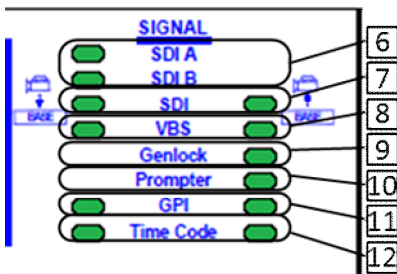 SIGNAL
SDI A 6
SDI B
SDI 7
BASE VBS BASE 8
Genlock 9
Prompter 10
GPI 11
Time Code 12